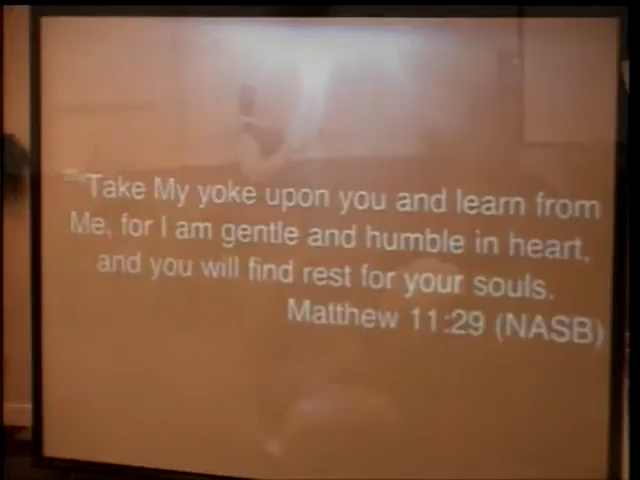 "Take My yoke upon you and learn from
Me, for I am gentle and humble in heart,
and you will find rest for your souls.
Matthew 11:29 (NASB)